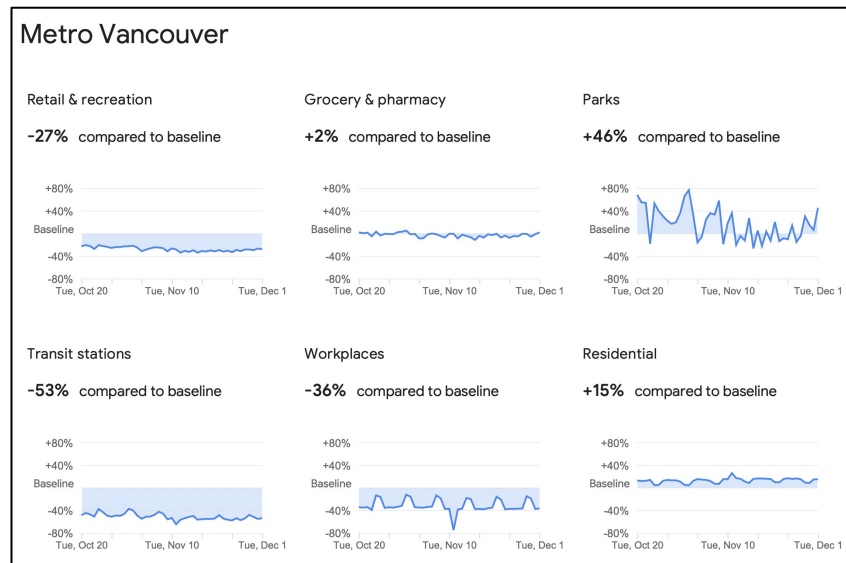 Metro Vancouver
Retail & recreation
-27% compared to baseline
+80%
+40%
Baseline
-40%
-80%
Tue, Oct 20 Tue, Nov 10 Tue, Dec 1
Grocery & pharmacy
+2% compared to baseline
+80%
+40%
Baseline
-40%
-80%
Tue, Oct 20 Tue, Nov 10 Tue, Dec 1
Parks
+46% compared to baseline
+80%
+40%
Baseline
-40%
-80%
Tue, Oct 20 Tue, Nov 10 Tue, Dec 1
Transit stations
-53% compared to baseline
+80%
+40%
Baseline
-40%
-80%
Tue, Oct 20 Tue, Nov 10 Tue, Dec 1
Workplaces
-36% compared to baseline
+80%
+40%
Baseline
-40%
-80%
Tue, Oct 20 Tue, Nov 10 Tue, Dec 1
Residential
+15% compared to baseline
+80%
+40%
Baseline
-40%
-80%
Tue, Oct 20 Tue, Nov 10 Tue, Dec 1